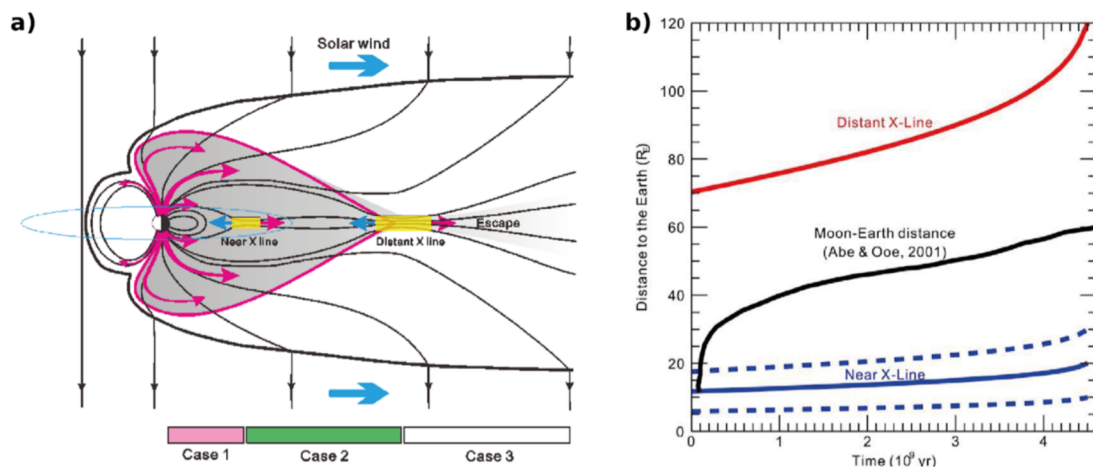 a)
Solar wind
Near X line
Distant X line
Escape
Case 1
Case 2
Case 3
b)
Distance to the Earth (RE)
120
100
80
60
40
20
0
Distant X-Line
Moon-Earth distance
(Abe & Ooe, 2001)
Near X-Line
0
1
2
3
4
Time (10⁹ yr)